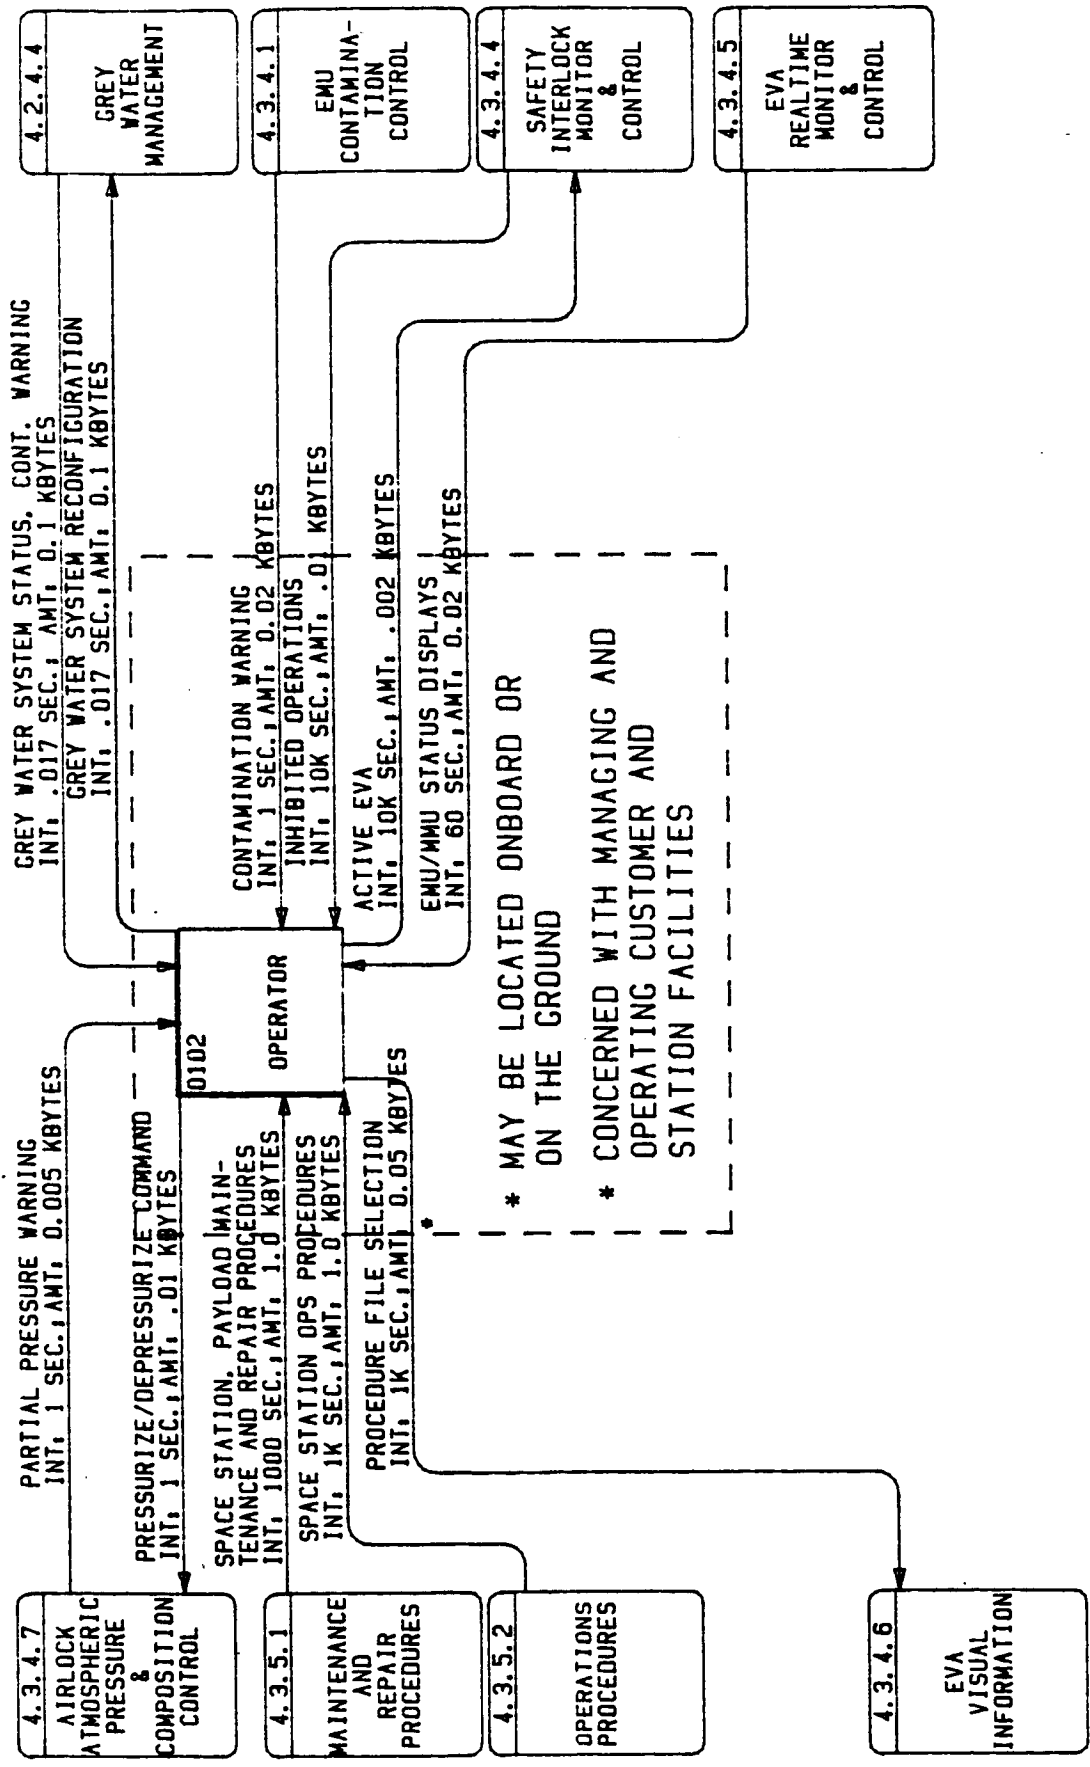 4.3.4.7
AIRLOCK
ATMOSPHERIC
PRESSURE
&
COMPOSITION
CONTROL
4.3.5.1
MAINTENANCE
AND
REPAIR
PROCEDURES
4.3.5.2
OPERATIONS
PROCEDURES
4.3.4.6
EVA
VISUAL
INFORMATION
PARTIAL PRESSURE WARNING
INT: 1 SEC.;AMT: 0.005 KBYTES
PRESSURIZE/DEPRESSURIZE COMMAND
INT: 1 SEC.;AMT: .01 KBYTES
SPACE STATION, PAYLOAD MAIN-
TENANCE AND REPAIR PROCEDURES
INT: 1000 SEC.;AMT: 1.0 KBYTES
SPACE STATION OPS PROCEDURES
INT: 1K SEC.;AMT: 1.0 KBYTES
PROCEDURE FILE SELECTION
INT: 1K SEC.;AMT: 0.05 KBYTES
*
0102
OPERATOR
GREY WATER SYSTEM STATUS, CONT. WARNING
INT: .017 SEC.; AMT: 0.1 KBYTES
GREY WATER SYSTEM RECONFIGURATION
INT: .017 SEC.;AMT: 0.1 KBYTES
CONTAMINATION WARNING
INT: 1 SEC.;AMT: 0.02 KBYTES
INHIBITED OPERATIONS
INT: 10K SEC.;AMT: .01 KBYTES
ACTIVE EVA
INT: 10K SEC.;AMT: .002 KBYTES
EMU/MMU STATUS DISPLAYS
INT: 60 SEC.;AMT: 0.02 KBYTES
* MAY BE LOCATED ONBOARD OR
ON THE GROUND
* CONCERNED WITH MANAGING AND
OPERATING CUSTOMER AND
STATION FACILITIES
4.2.4.4
GREY
WATER
MANAGEMENT
4.3.4.1
EMU
CONTAMINA-
TION
CONTROL
4.3.4.4
SAFETY
INTERLOCK
MONITOR
&
CONTROL
4.3.4.5
EVA
REALTIME
MONITOR
&
CONTROL